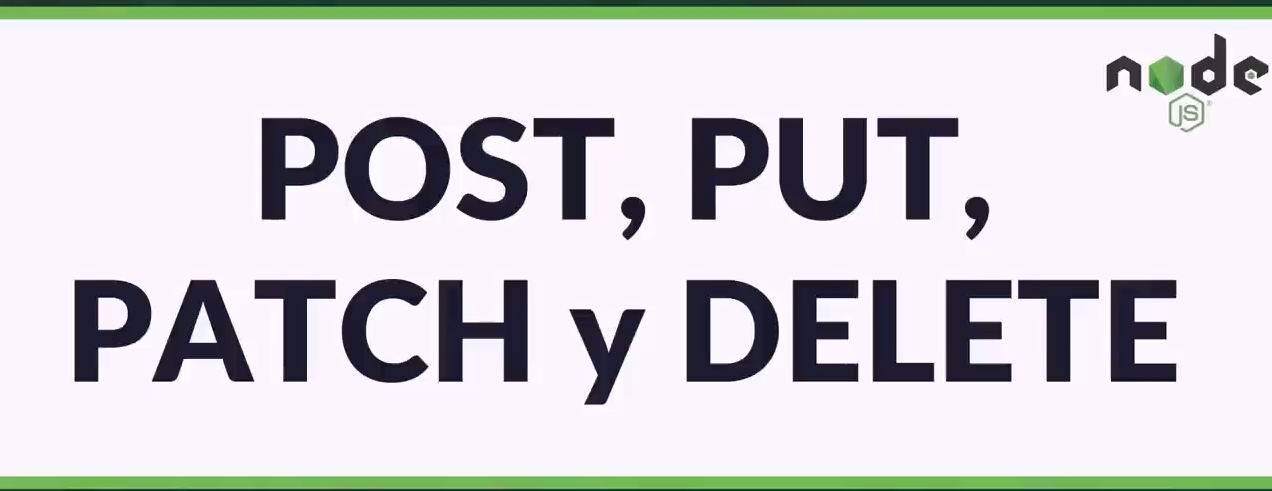 node
JS
POST, PUT,
PATCH y DELETE